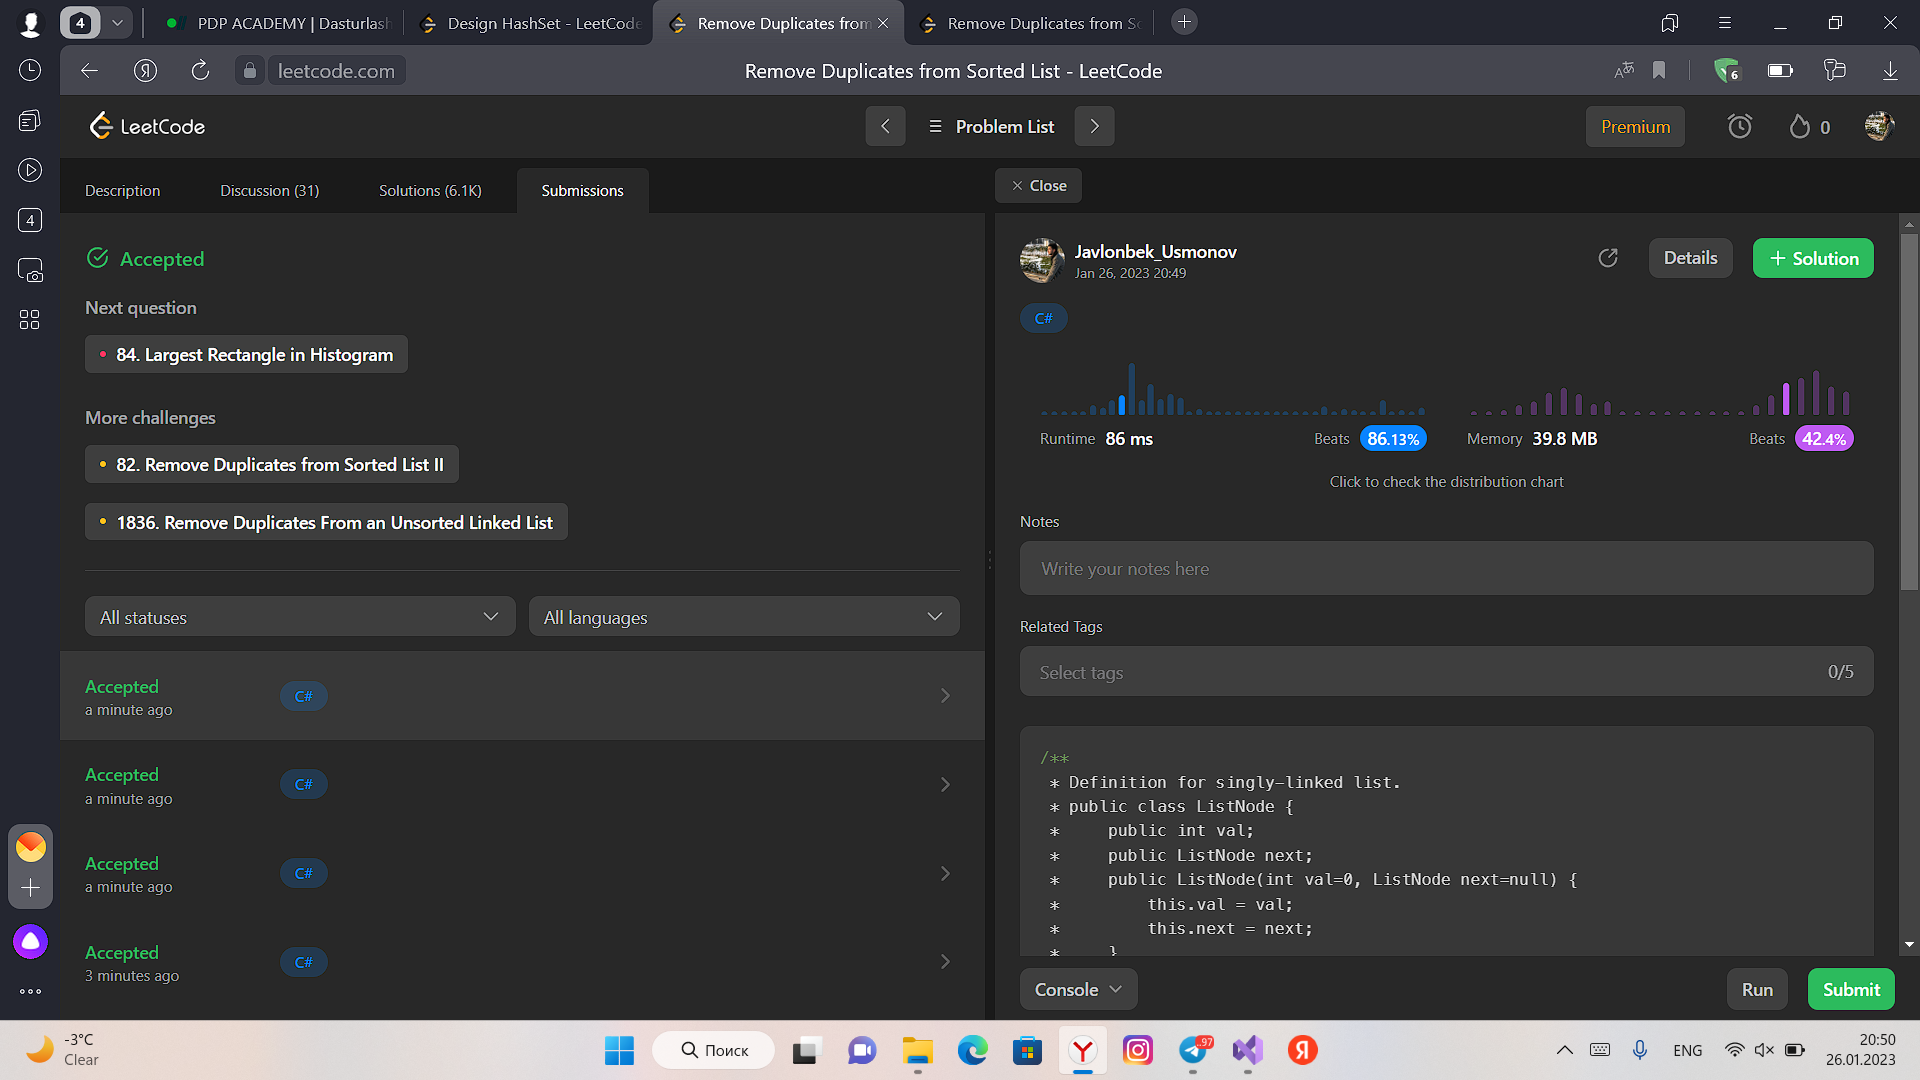 4
PDP ACADEMY | Dasturlash
Design HashSet - LeetCode
Remove Duplicates from
Remove Duplicates from So
leetcode.com
Remove Duplicates from Sorted List - LeetCode
6
LeetCode
Problem List
Premium
0
4
Description
Discussion (31)
Solutions (6.1K)
Submissions
Close
Accepted
Next question
84. Largest Rectangle in Histogram
More challenges
82. Remove Duplicates from Sorted List II
1836. Remove Duplicates From an Unsorted Linked List
All statuses
All languages
Accepted
a minute ago
C#
Accepted
a minute ago
C#
Accepted
a minute ago
C#
Accepted
3 minutes ago
C#
Javlonbek_Usmonov
Jan 26, 2023 20:49
Details
+ Solution
C#
Runtime 86 ms
Beats 86.13%
Memory 39.8 MB
Beats 42.4%
Click to check the distribution chart
Notes
Write your notes here
Related Tags
Select tags
0/5
/**
* Definition for singly-linked list.
* public class ListNode {
*     public int val;
*     public ListNode next;
*     public ListNode(int val=0, ListNode next=null) {
*         this.val = val;
*         this.next = next;
*     }
Console
Run
Submit
-3°C
Clear
Поиск
97
ENG
20:50
26.01.2023